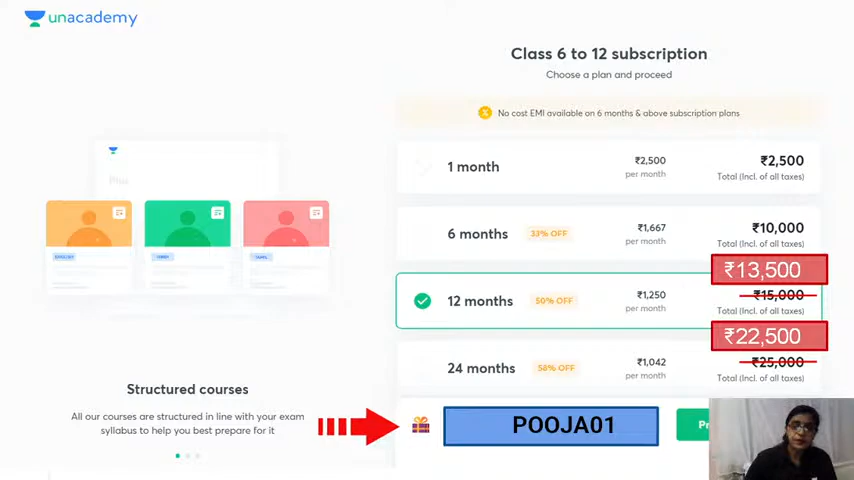 unacademy
Class 6 to 12 subscription
Choose a plan and proceed
No cost EMI available on 6 months & above subscription plans
1 month
₹2,500
per month
₹2,500
Total (Incl. of all taxes)
6 months
33% OFF
₹1,667
per month
₹10,000
Total (Incl. of all taxes)
₹13,500
12 months
50% OFF
₹1,250
per month
₹15,000
Total (Incl. of all taxes)
₹22,500
24 months
58% OFF
₹1,042
per month
₹25,000
Total (Incl. of all taxes)
Plus
Structured courses
All our courses are structured in line with your exam
syllabus to help you best prepare for it
POOJA01